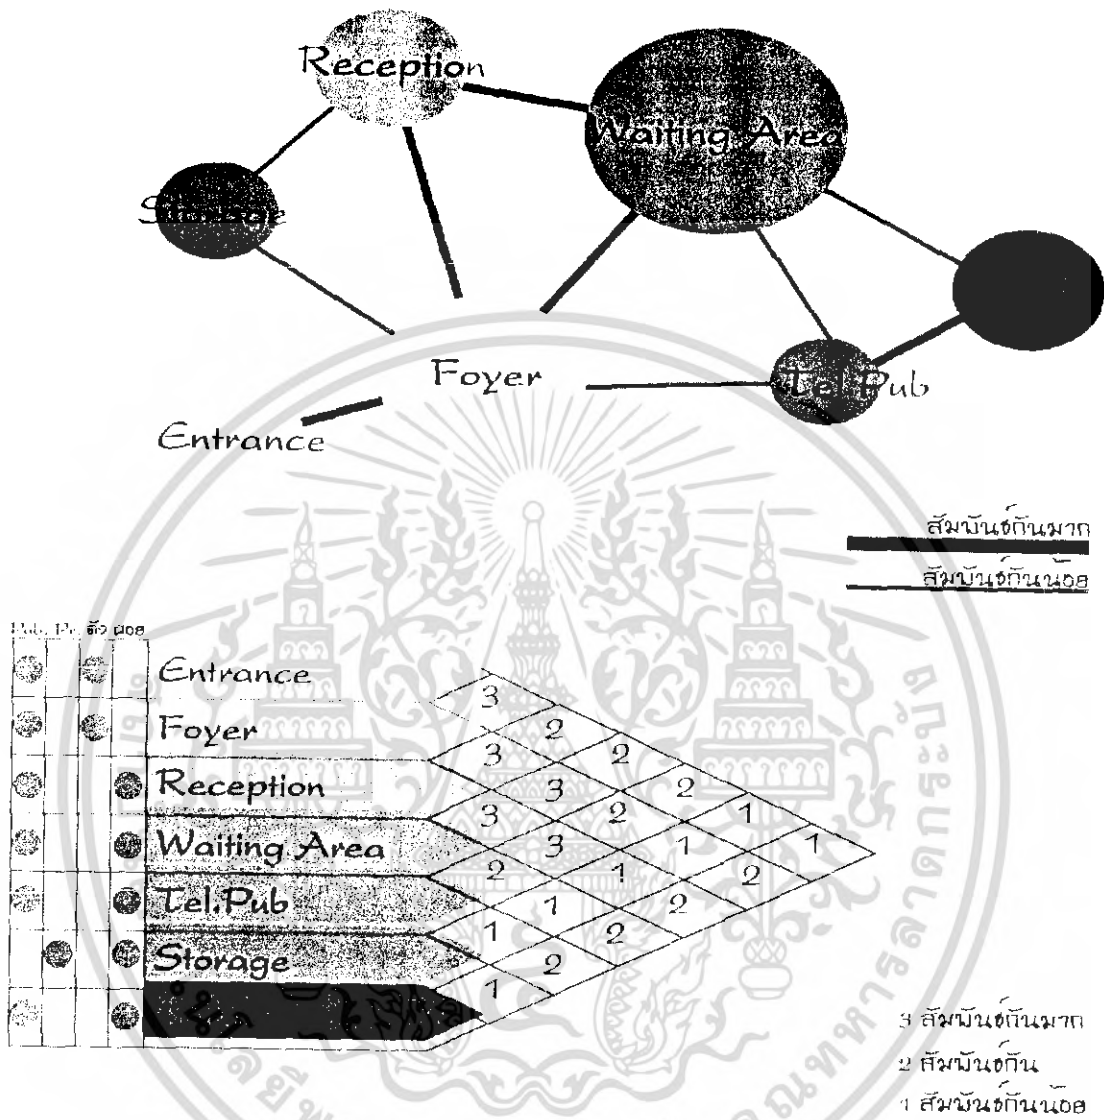 Reception
Waiting Area
Storage
Foyer
Tel.Pub
Entrance
สัมพันธ์กันมาก
สัมพันธ์กันน้อย
Pub. Pr.
Entrance
3
Foyer
2
3 2
Reception
3 2
2 1
Waiting Area
3
3 1 1
Tel.Pub
2 1 2
1 2
Storage
1 2
2
1
3 สัมพันธ์กันมาก
2 สัมพันธ์กัน
1 สัมพันธ์กันน้อย